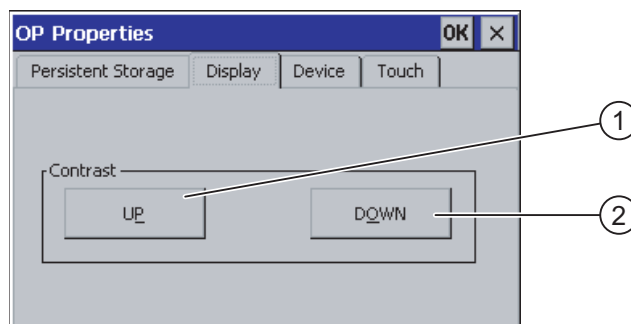 OP Properties OK ×
Persistent Storage Display Device Touch
1
Contrast
UP DOWN
2